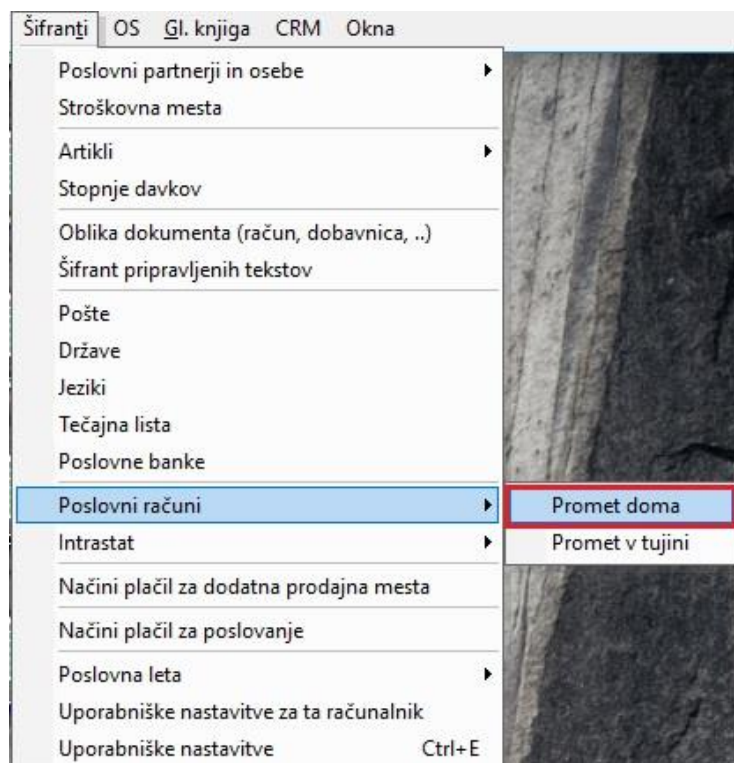 Šifranti OS Gl. knjiga CRM Okna
Poslovni partnerji in osebe
Stroškovna mesta
Artikli
Stopnje davkov
Oblika dokumenta (račun, dobavnica, ..)
Šifrant pripravljenih tekstov
Pošte
Države
Jeziki
Tečajna lista
Poslovne banke
Poslovni računi
Promet doma
Intrastat
Promet v tujini
Načini plačil za dodatna prodajna mesta
Načini plačil za poslovanje
Poslovna leta
Uporabniške nastavitve za ta računalnik
Uporabniške nastavitve Ctrl+E